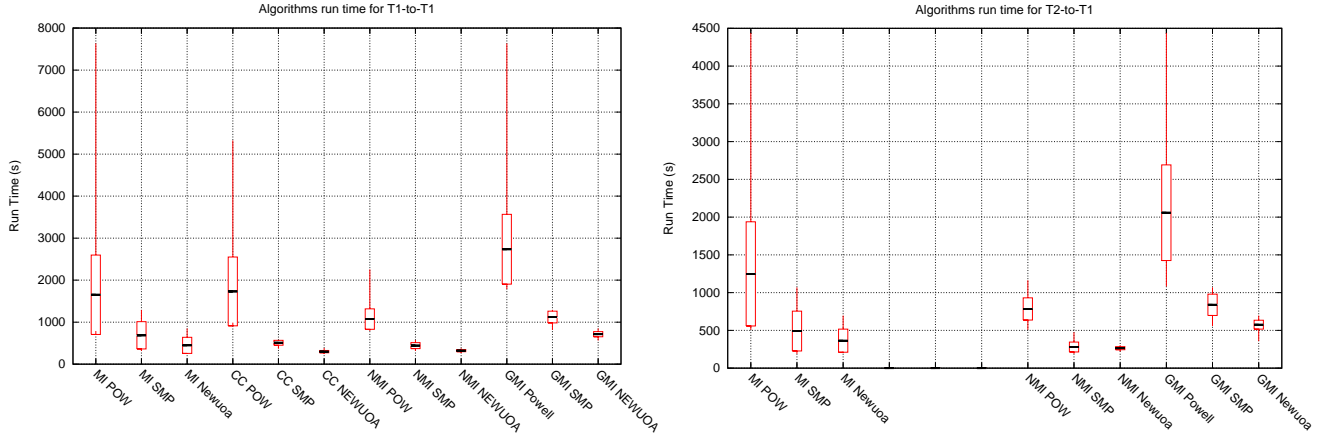 Algorithms run time for T1-to-T1
8000
7000
6000
5000
4000
3000
2000
1000
0
Run Time (s)
MI POW
MI SMP
MI Newuoa
CC POW
CC SMP
CC NEWUOA
NMI POW
NMI SMP
NMI NEWUOA
GMI Powell
GMI SMP
GMI NEWUOA
Algorithms run time for T2-to-T1
4500
4000
3500
3000
2500
2000
1500
1000
500
0
Run Time (s)
MI POW
MI SMP
MI Newuoa
NMI POW
NMI SMP
NMI Newuoa
GMI Powell
GMI SMP
GMI Newuoa